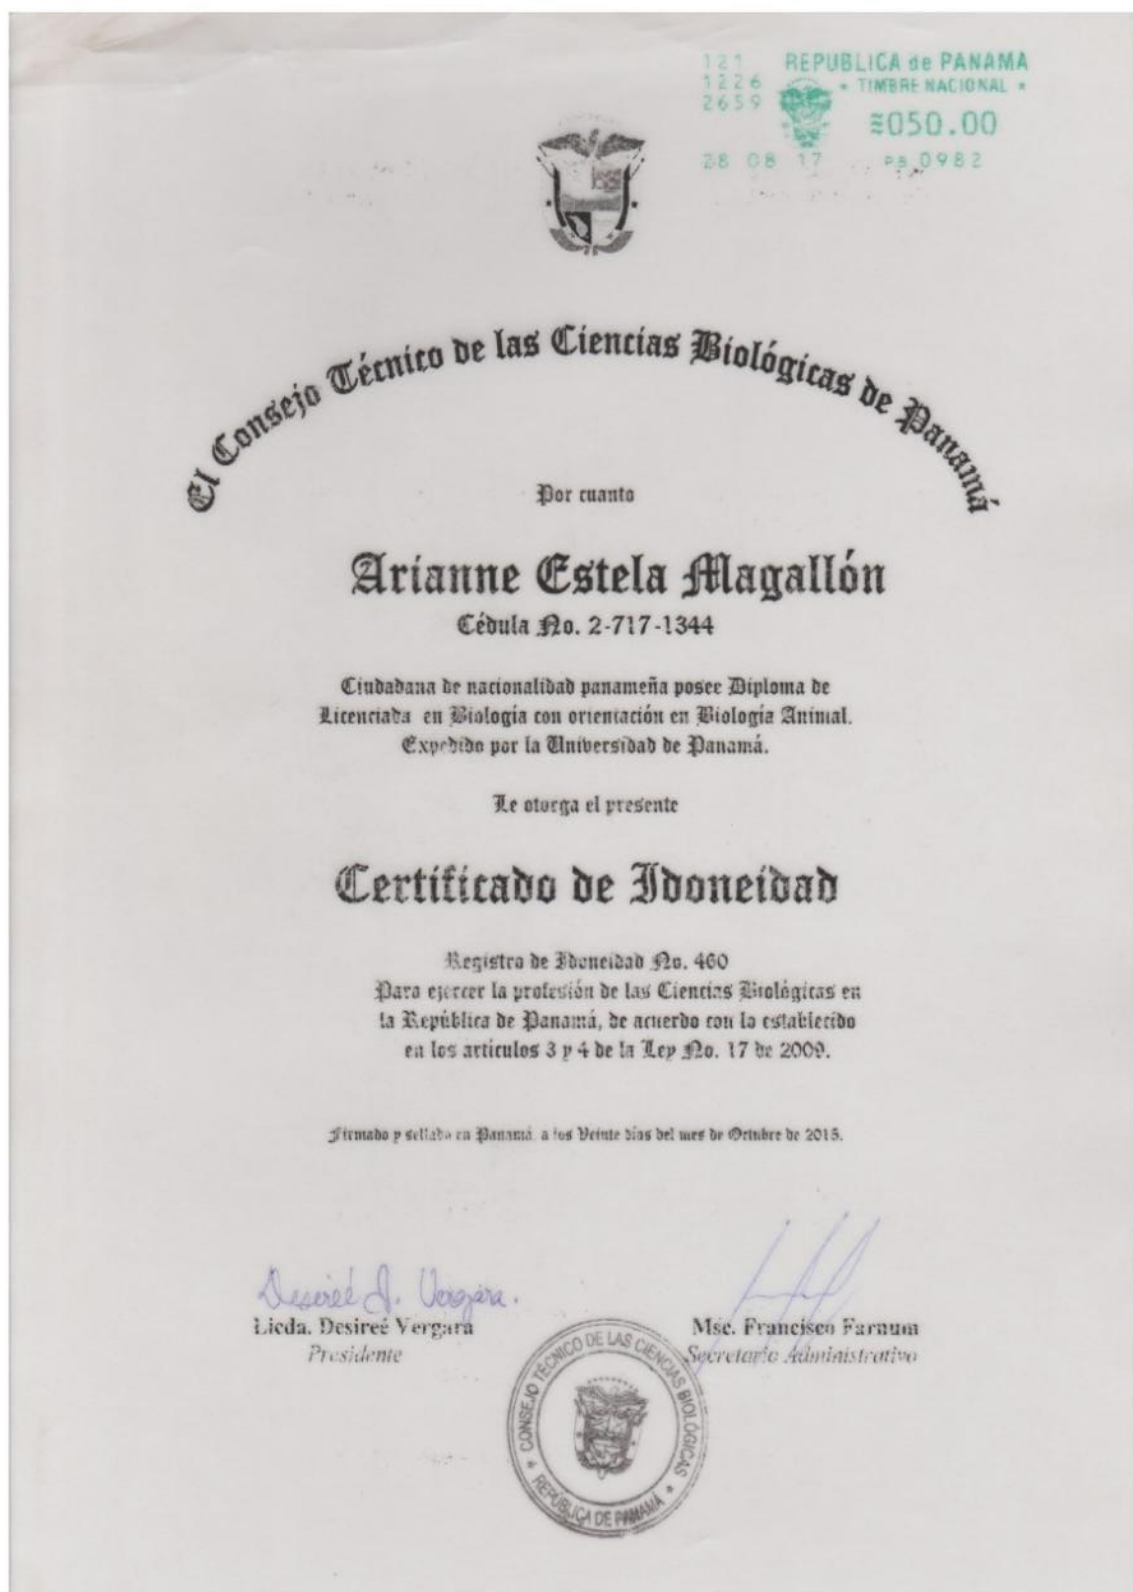 121 REPUBLICA de PANAMA
1226 * TIMBRE NACIONAL *
2659
≈050.00
28 08 17 PB 0982
El Consejo Técnico de las Ciencias Biológicas de Panamá
Por cuanto
Arianne Estela Magallón
Cédula No. 2-717-1344
Ciudadana de nacionalidad panameña posee Diploma de
Licenciada en Biología con orientación en Biología Animal.
Expedido por la Universidad de Panamá.
Le otorga el presente
Certificado de Idoneidad
Registro de Idoneidad No. 460
Para ejercer la profesión de las Ciencias Biológicas en
la República de Panamá, de acuerdo con lo establecido
en los artículos 3 y 4 de la Ley No. 17 de 2009.
Firmado y sellado en Panamá, a los Veinte días del mes de Octubre de 2015.
Desireé Vergara.
Licda. Desireé Vergara
Presidente
Msc. Francisco Farnum
Secretario Administrativo
CONSEJO TÉCNICO DE LAS CIENCIAS BIOLÓGICAS
* REPÚBLICA DE PANAMÁ *